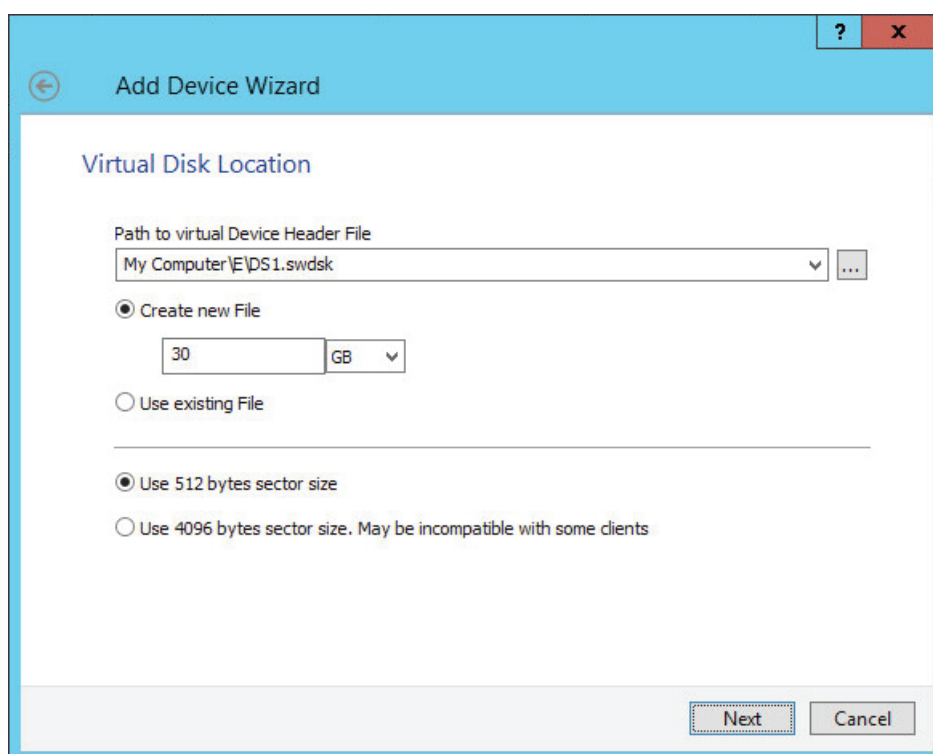 ? x
Add Device Wizard
Virtual Disk Location
Path to virtual Device Header File
My Computer\E\DS1.swdsk
...
Create new File
30 GB
Use existing File
Use 512 bytes sector size
Use 4096 bytes sector size. May be incompatible with some clients
Next Cancel